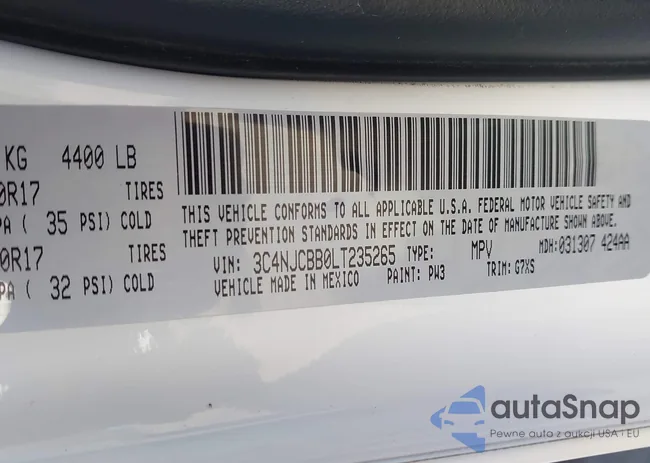 KG 4400 LB
0R17 TIRES
PA ( 35 PSI) COLD
0R17 TIRES
PA ( 32 PSI) COLD
THIS VEHICLE CONFORMS TO ALL APPLICABLE U.S.A. FEDERAL MOTOR VEHICLE SAFETY AND
THEFT PREVENTION STANDARDS IN EFFECT ON THE DATE OF MANUFACTURE SHOWN ABOVE.
VIN: 3C4NJCBB0LT235265 TYPE: MPV MDH: 031307 424AA
VEHICLE MADE IN MEXICO PAINT: PW3 TRIM: G7XS
autaSnap
Pewne auta z aukcji USA i EU